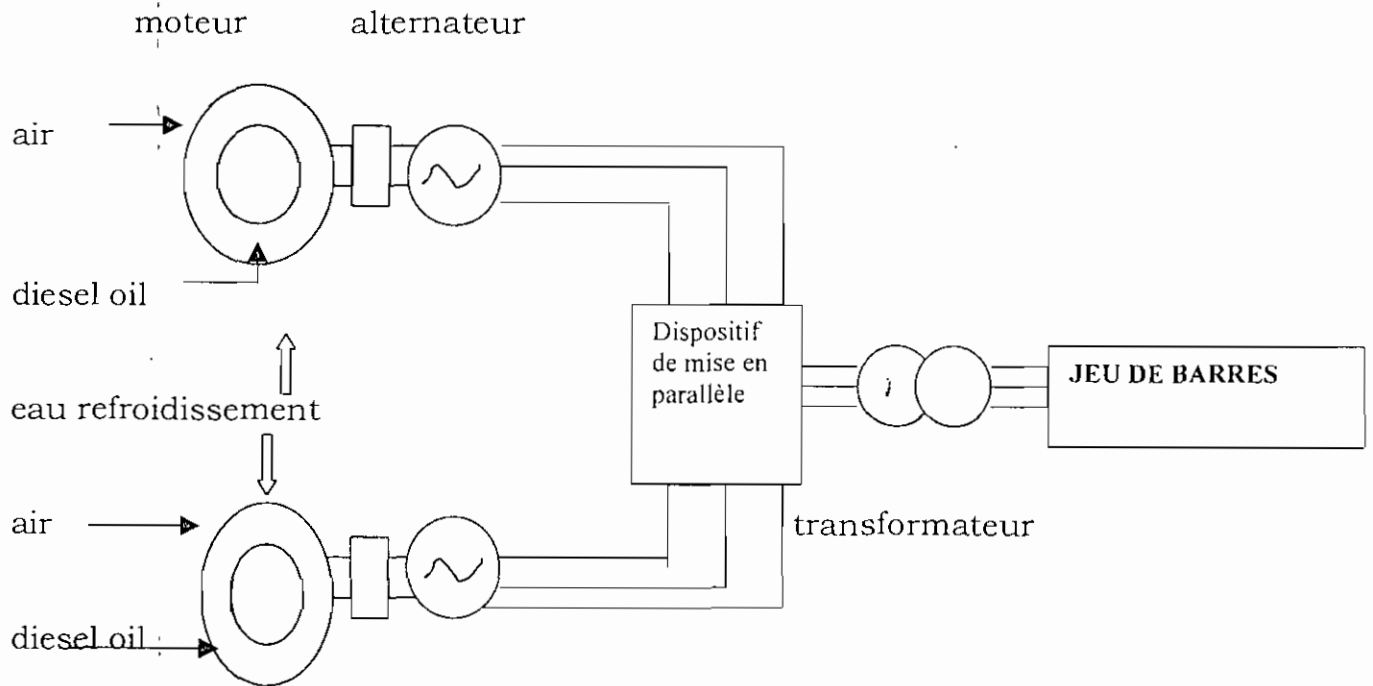 moteur alternateur
air
diesel oil
Dispositif
de mise en
parallèle
JEU DE BARRES
eau refroidissement
air
transformateur
diesel oil